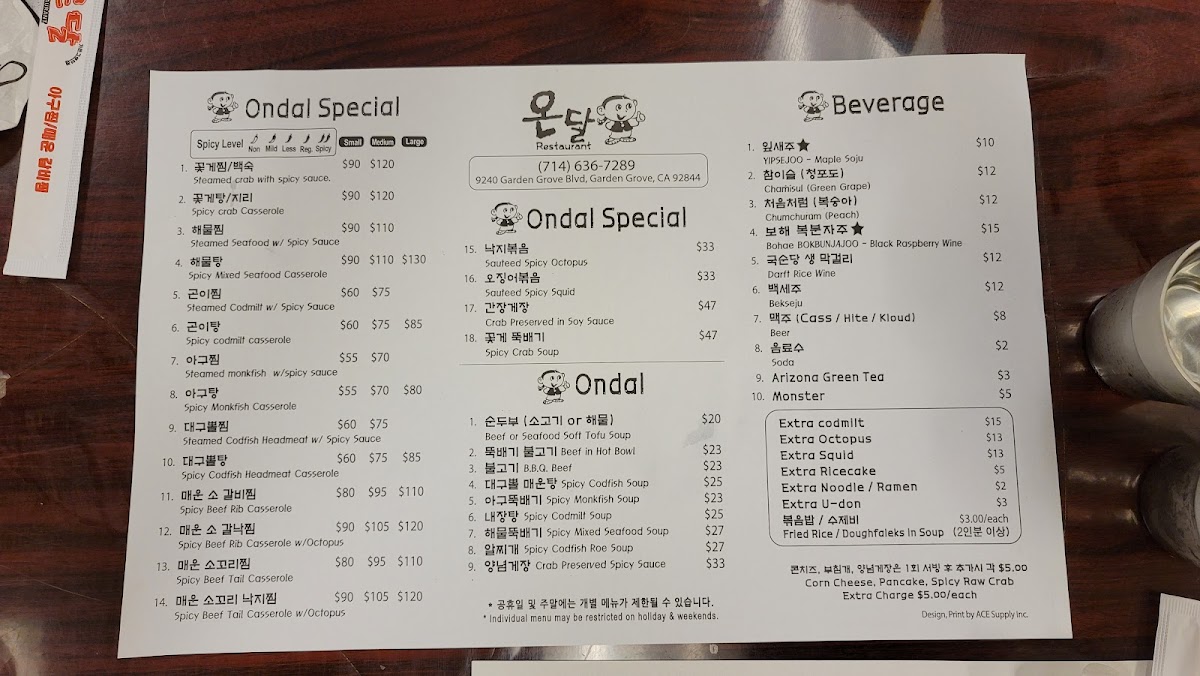 아구찜/매운 갈비찜
Ondal Special
Spicy Level Non Mild Less Reg. Spicy Small Medium Large
1. 꽃게찜/백숙 $90 $120
Steamed crab with spicy sauce.
2. 꽃게탕/지리 $90 $120
Spicy crab Casserole
3. 해물찜 $90 $110
Steamed Seafood w/ Spicy Sauce
4. 해물탕 $90 $110 $130
Spicy Mixed Seafood Casserole
5. 곤이찜 $60 $75
Steamed Codmilt w/ Spicy Sauce
6. 곤이탕 $60 $75 $85
Spicy codmilt casserole
7. 아구찜 $55 $70
Steamed monkfish w/spicy sauce
8. 아구탕 $55 $70 $80
Spicy Monkfish Casserole
9. 대구뽈찜 $60 $75
Steamed Codfish Headmeat w/ Spicy Sauce
10. 대구뽈탕 $60 $75 $85
Spicy Codfish Headmeat Casserole
11. 매운 소 갈비찜 $80 $95 $110
Spicy Beef Rib Casserole
12. 매운 소 갈낙찜 $90 $105 $120
Spicy Beef Rib Casserole w/Octopus
13. 매운 소꼬리찜 $80 $95 $110
Spicy Beef Tail Casserole
14. 매운 소꼬리 낙지찜 $90 $105 $120
Spicy Beef Tail Casserole w/Octopus
온달
Restaurant
(714) 636-7289
9240 Garden Grove Blvd, Garden Grove, CA 92844
Ondal Special
15. 낙지볶음 $33
Sauteed Spicy Octopus
16. 오징어볶음 $33
Sauteed Spicy Squid
17. 간장게장 $47
Crab Preserved in Soy Sauce
18. 꽃게 뚝배기 $47
Spicy Crab Soup
Ondal
1. 순두부 (소고기 or 해물) $20
Beef or Seafood Soft Tofu Soup
2. 뚝배기 불고기 Beef in Hot Bowl $23
3. 불고기 B.B.Q. Beef $23
4. 대구뽈 매운탕 Spicy Codfish Soup $25
5. 아구뚝배기 Spicy Monkfish Soup $23
6. 내장탕 Spicy Codmilt Soup $25
7. 해물뚝배기 Spicy Mixed Seafood Soup $27
8. 알찌개 Spicy Codfish Roe Soup $27
9. 양념게장 Crab Preserved Spicy Sauce $33
* 공휴일 및 주말에는 개별 메뉴가 제한될 수 있습니다.
* Individual menu may be restricted on holiday & weekends.
Beverage
1. 잎새주★ $10
YIPSEJOO - Maple Soju
2. 참이슬 (청포도) $12
Chamisul (Green Grape)
3. 처음처럼 (복숭아) $12
Chumchurum (Peach)
4. 보해 복분자주★ $15
Bohae BOKBUNJAJOO - Black Raspberry Wine
5. 국순당 생 막걸리 $12
Darft Rice Wine
6. 백세주 $12
Bekseju
7. 맥주 (Cass / Hite / Kloud) $8
Beer
8. 음료수 $2
Soda
9. Arizona Green Tea $3
10. Monster $5
Extra codmilt $15
Extra Octopus $13
Extra Squid $13
Extra Ricecake $5
Extra Noodle / Ramen $2
Extra U-don $3
볶음밥 / 수제비 $3.00/each
Fried Rice / Doughfaleks in Soup (2인분 이상)
콘치즈, 부침개, 양념게장은 1회 서빙 후 추가시 각 $5.00
Corn Cheese, Pancake, Spicy Raw Crab
Extra Charge $5.00/each
Design, Print by ACE Supply Inc.